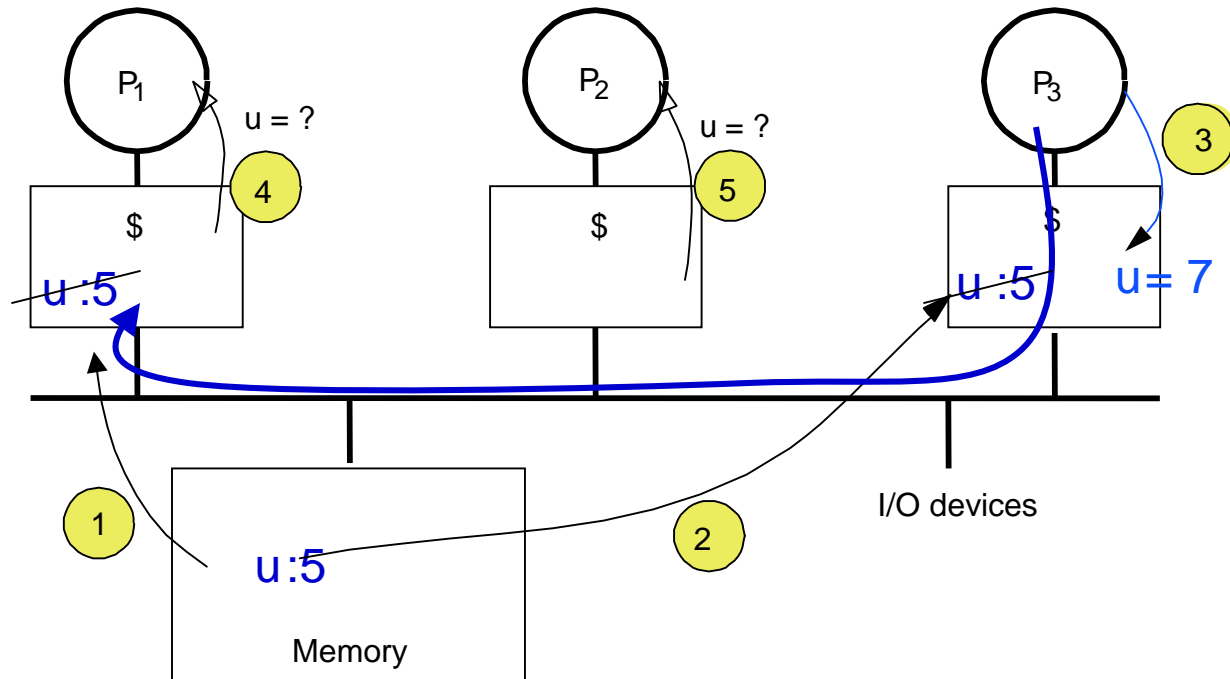 P1
P2
P3
u = ?
u = ?
3
4
5
$
$
$
u :5
u :5
u = 7
1
2
I/O devices
u :5
Memory